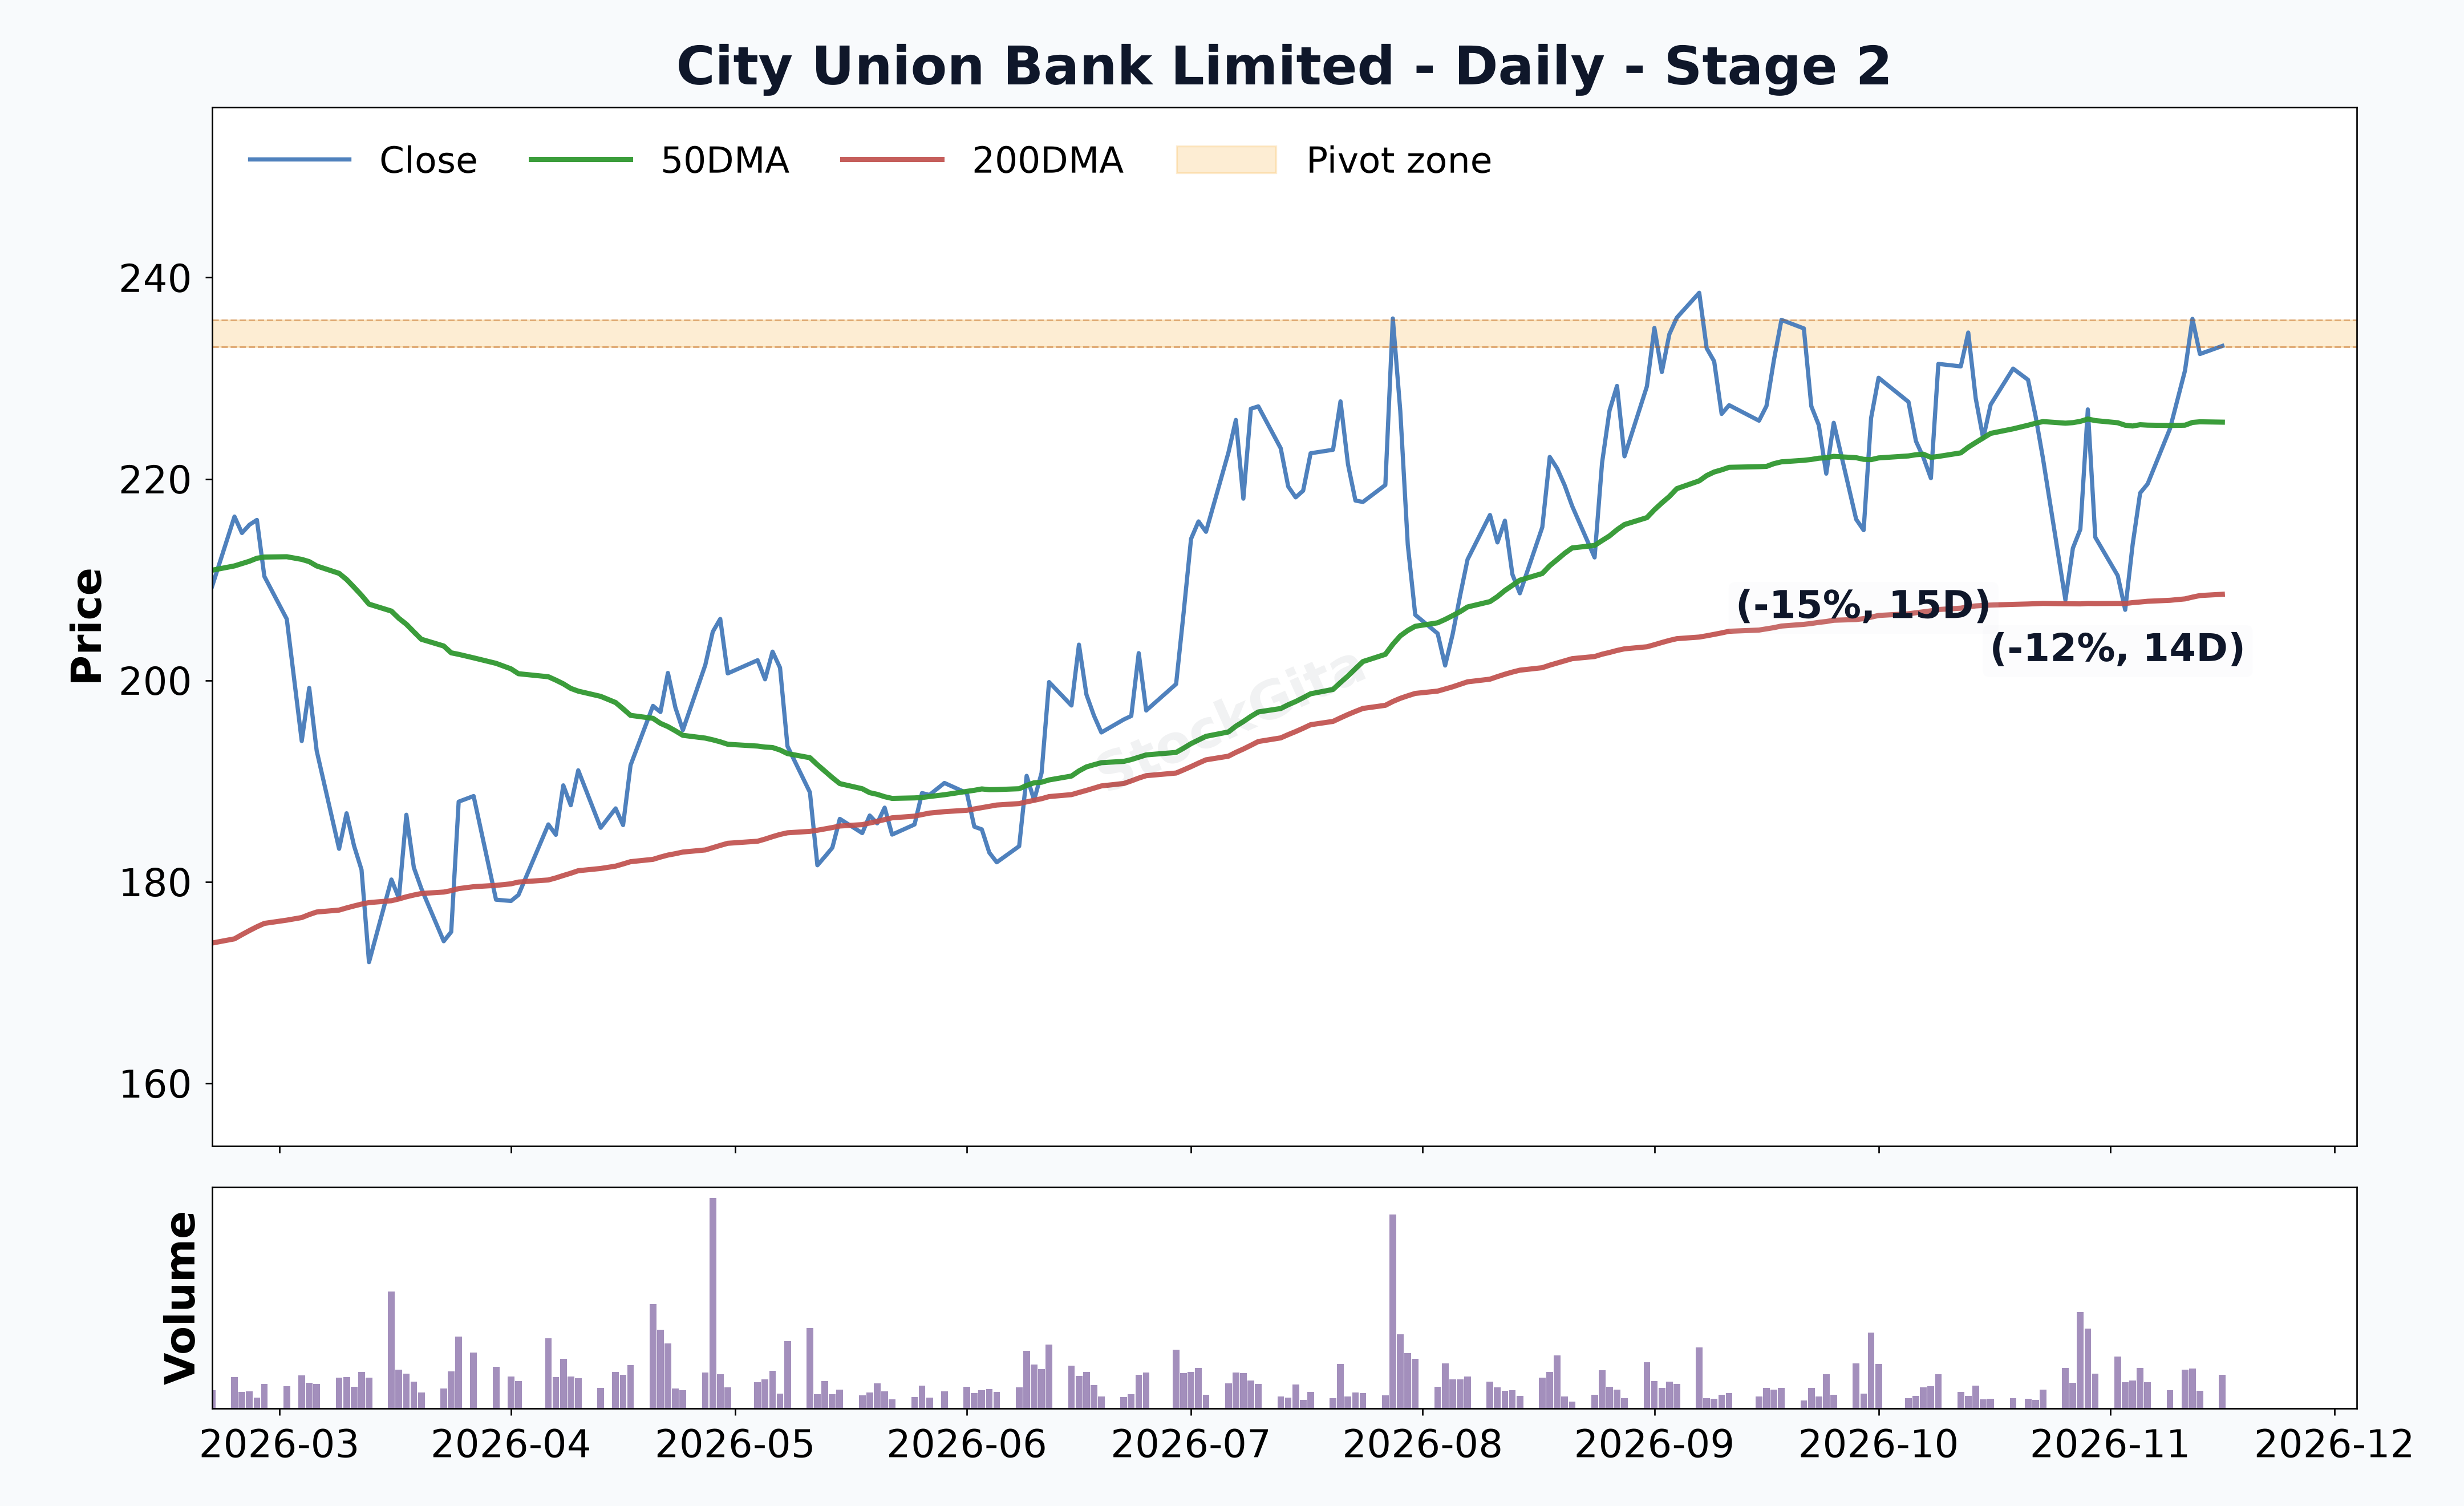 City Union Bank Limited - Daily - Stage 2
Close 50DMA 200DMA Pivot zone
240
220
200
180
160
Price
(-15%, 15D)
(-12%, 14D)
StockGita
Volume
2026-03 2026-04 2026-05 2026-06 2026-07 2026-08 2026-09 2026-10 2026-11 2026-12